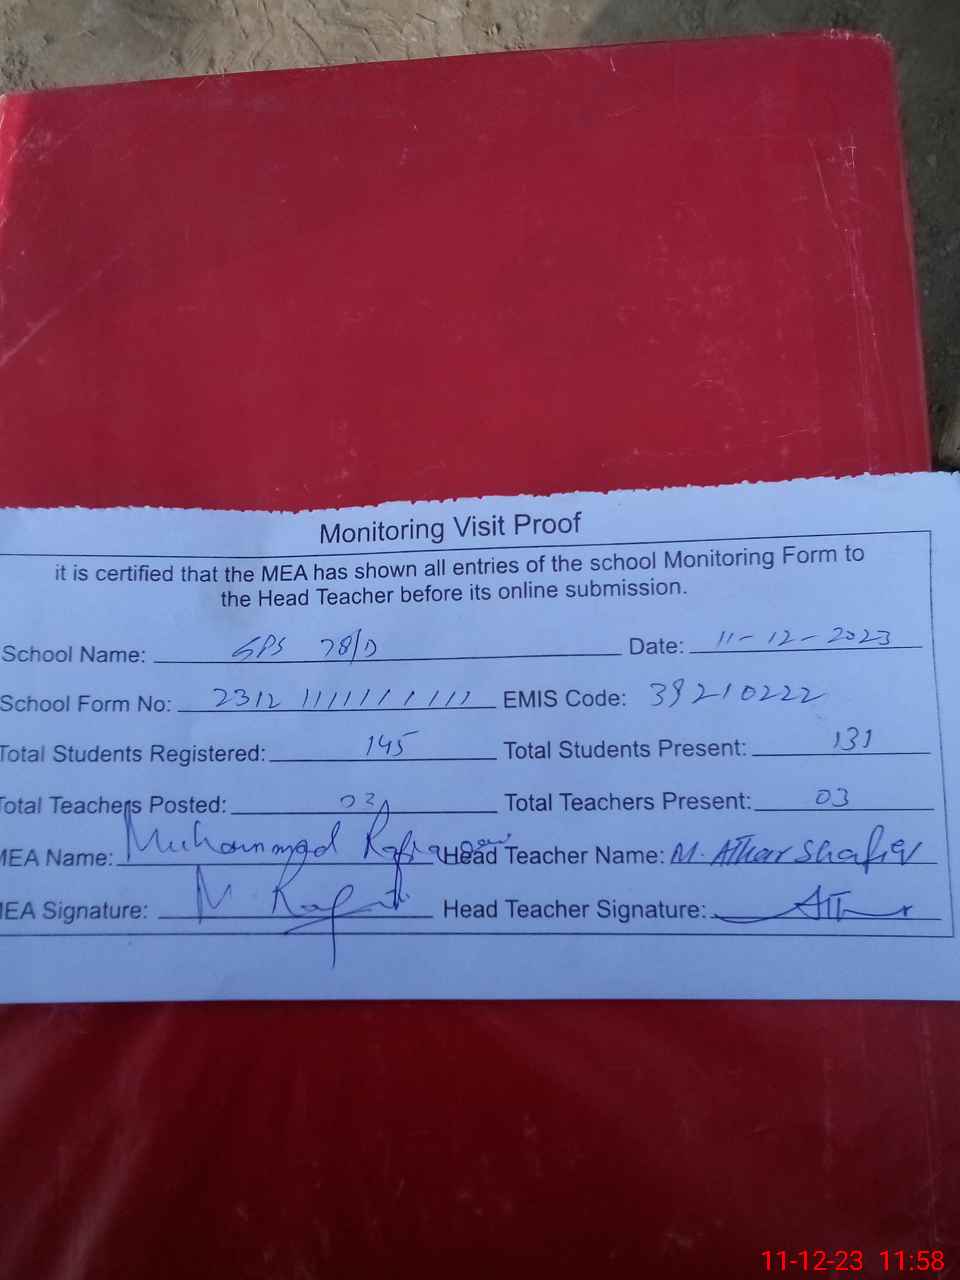 Monitoring Visit Proof
it is certified that the MEA has shown all entries of the school Monitoring Form to
the Head Teacher before its online submission.
School Name: GPS 78/D Date: 11-12-2023
School Form No: 2312 11111111111 EMIS Code: 39210222
Total Students Registered: 145 Total Students Present: 131
Total Teachers Posted: 03 Total Teachers Present: 03
MEA Name: Muhammad Head Teacher Name: M. AThar Shafiq
MEA Signature: Head Teacher Signature:
11-12-23 11:58